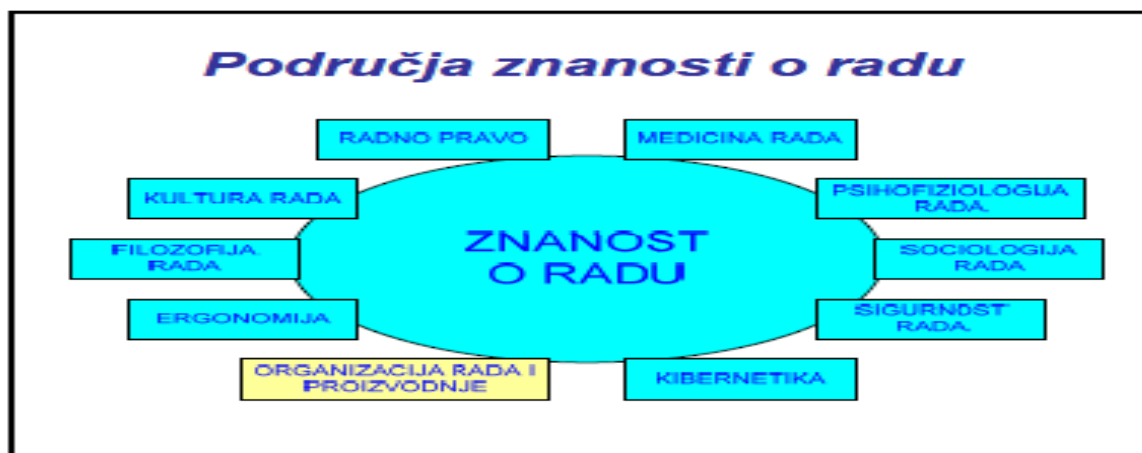 Područja znanosti o radu
RADNO PRAVO
MEDICINA RADA
KULTURA RADA
PSIHOFIZIOLOGIJA
RADA
FILOZOFIJA
RADA
ZNANOST
O RADU
SOCIOLOGIJA
RADA
ERGONOMIJA
SIGURNOST
RADA
ORGANIZACIJA RADA I
PROIZVODNJE
KIBERNETIKA